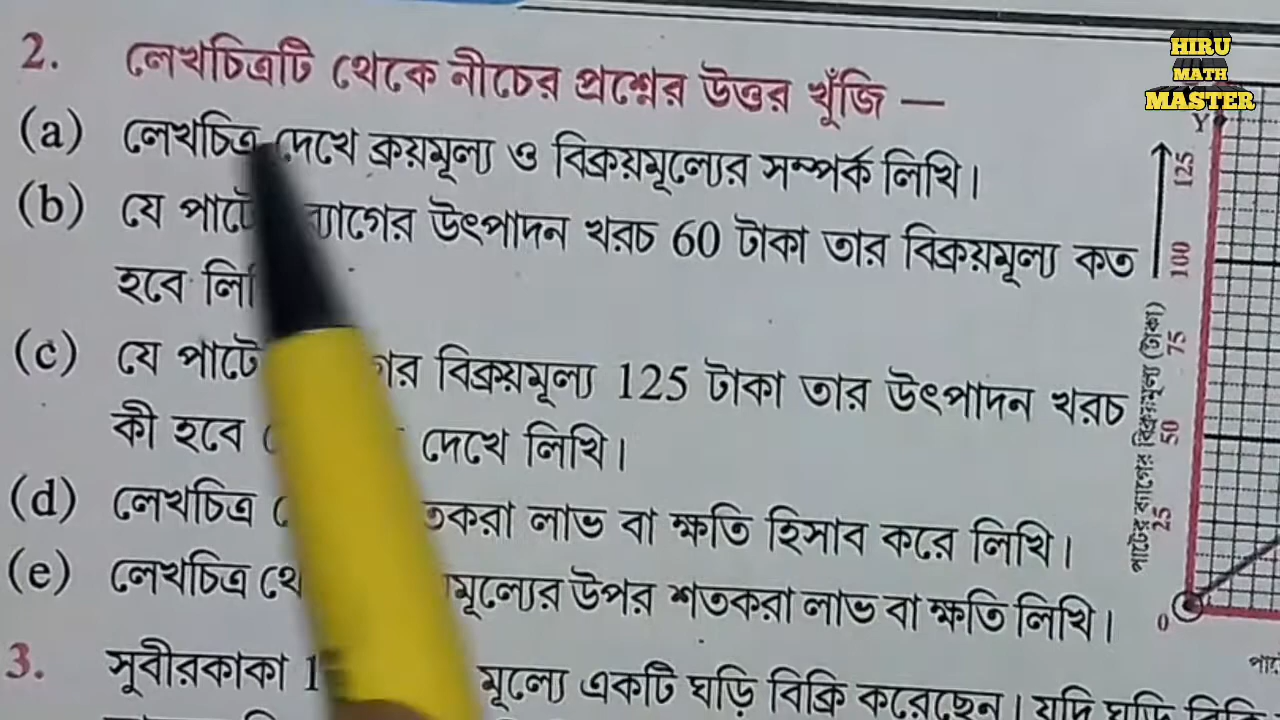 HIRU
MATH
MASTER
2. লেখচিত্রটি থেকে নীচের প্রশ্নের উত্তর খুঁজি —
(a) লেখচিত্র দেখে ক্রয়মূল্য ও বিক্রয়মূল্যের সম্পর্ক লিখি।
(b) যে উৎপাদন খরচ 60 টাকা তার বিক্রয়মূল্য কত
হবে
(c) যে বিক্রয়মূল্য 125 টাকা তার উৎপাদন খরচ
কী হবে দেখে লিখি।
(d) লেখচিত্র লাভ বা ক্ষতি হিসাব করে লিখি।
(e) লেখচিত্র উপর শতকরা লাভ বা ক্ষতি লিখি।
3. সুবীরকাকা মূল্যে একটি ঘড়ি বিক্রি করেছেন। যদি ঘড়ি
Y
125
100
75
50
25
0
পাটের ব্যাগের বিক্রয়মূল্য (টাকা)